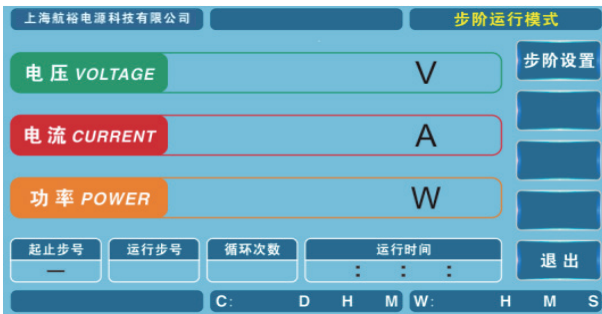 上海航裕电源科技有限公司 步阶运行模式
电压 VOLTAGE V 步阶设置
电流 CURRENT A
功率 POWER W
起止步号 运行步号 循环次数 运行时间 退出
— : : :
C: D H M W: H M S